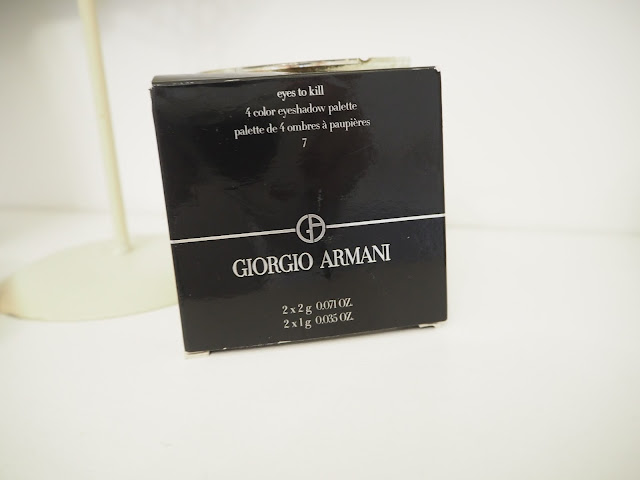 eyes to kill
4 color eyeshadow palette
palette de 4 ombres à paupières
7
GIORGIO ARMANI
2 x 2 g 0.071 OZ.
2 x 1 g 0.035 OZ.